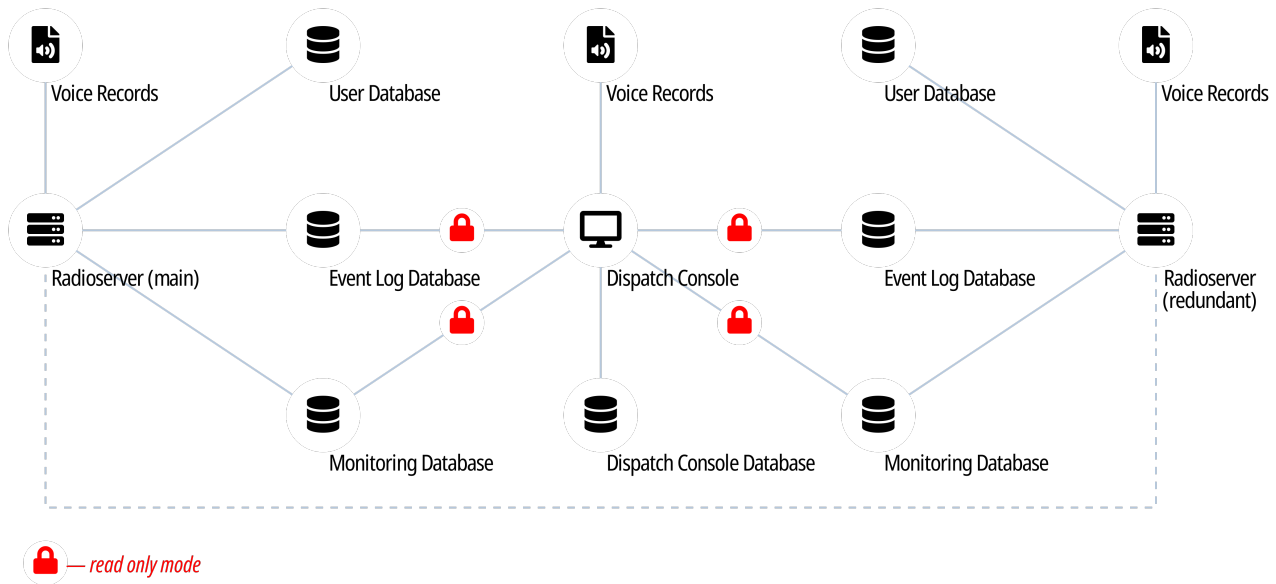 Voice Records
User Database
Voice Records
User Database
Voice Records
Radioserver (main)
Event Log Database
Dispatch Console
Event Log Database
Radioserver
(redundant)
Monitoring Database
Dispatch Console Database
Monitoring Database
— read only mode